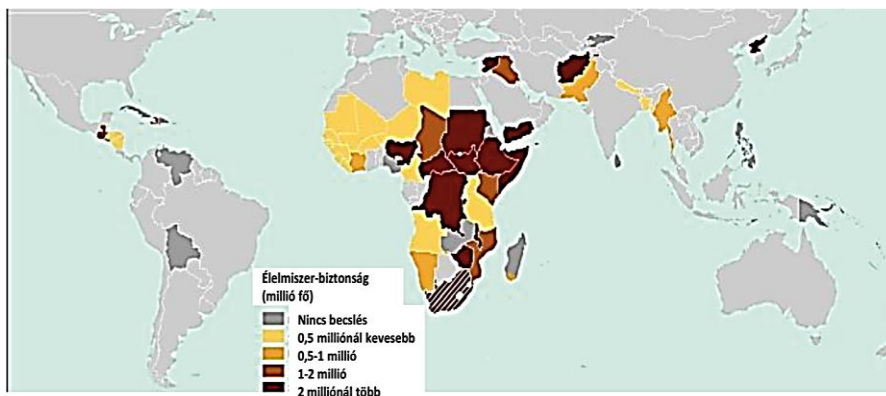 Élelmiszer-biztonság
(millió fő)
Nincs becslés
0,5 milliónál kevesebb
0,5-1 millió
1-2 millió
2 milliónál több